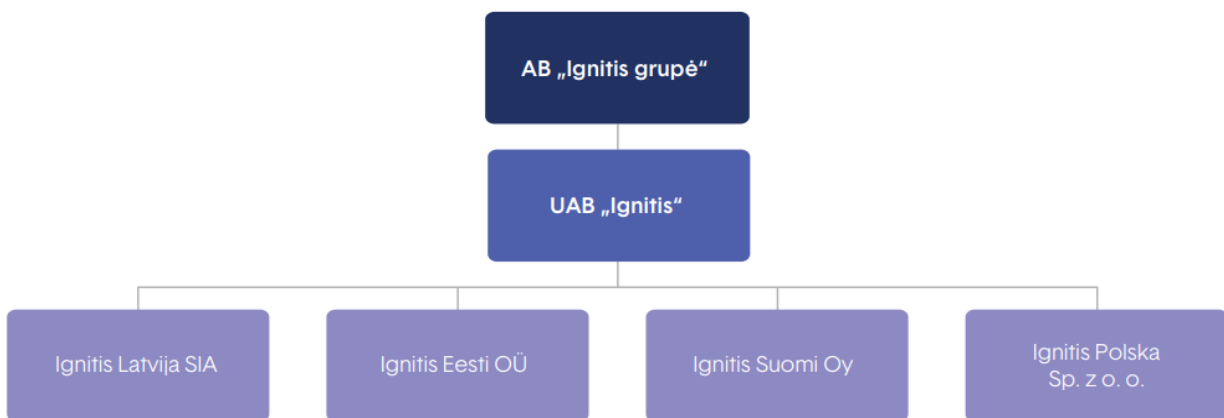 AB „Ignitis grupė“
UAB „Ignitis“
Ignitis Latvija SIA
Ignitis Eesti OÜ
Ignitis Suomi Oy
Ignitis Polska
Sp. z o. o.